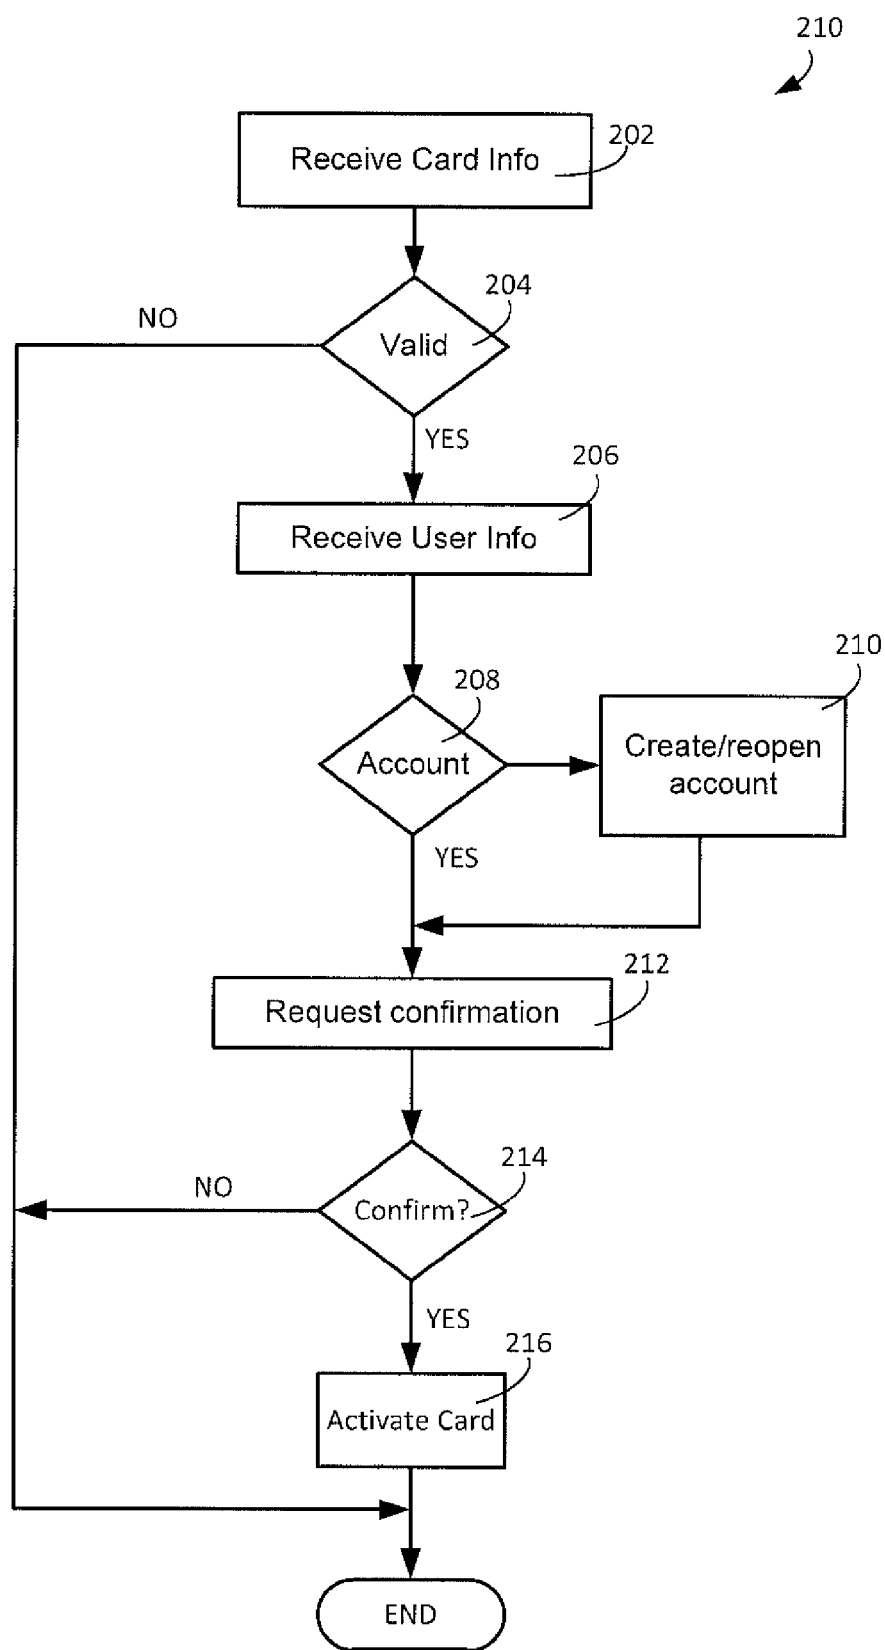 210
Receive Card Info
202
204
NO
Valid
YES
206
Receive User Info
210
208
Create/reopen
account
Account
YES
212
Request confirmation
214
NO
Confirm?
YES
216
Activate Card
END